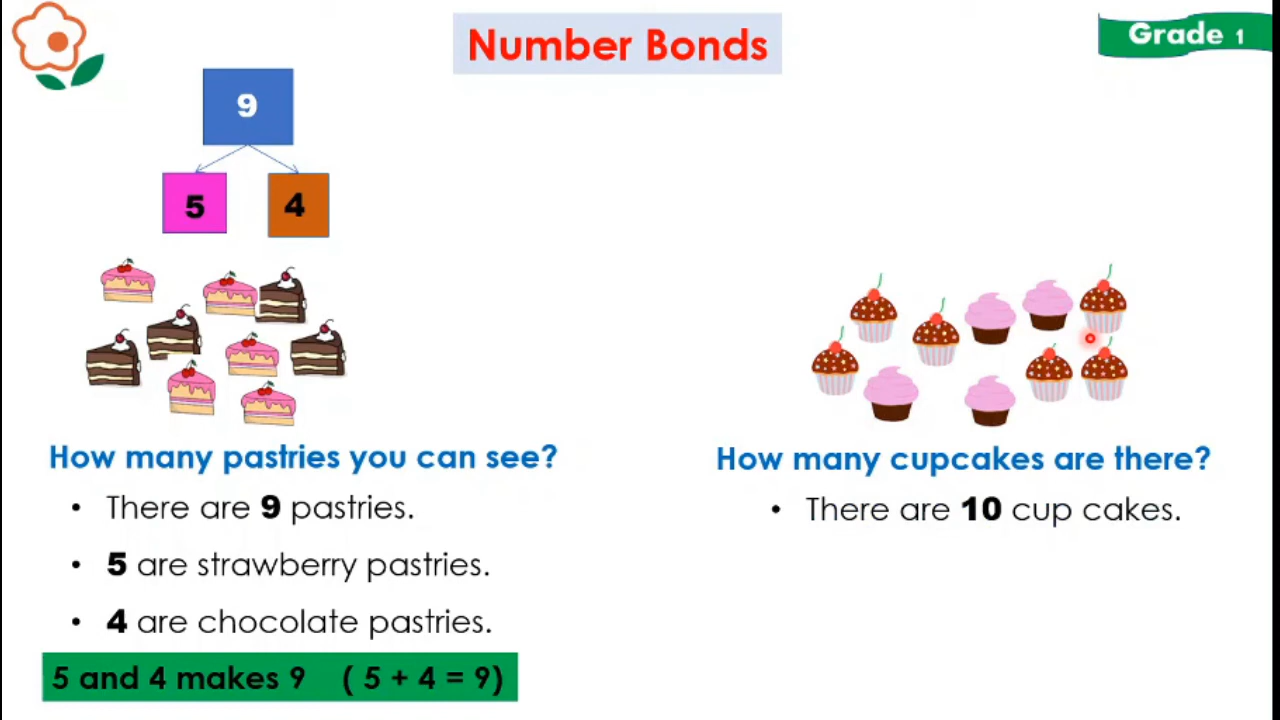 Number Bonds
Grade 1
9
5 4
How many pastries you can see?
• There are 9 pastries.
• 5 are strawberry pastries.
• 4 are chocolate pastries.
5 and 4 makes 9 ( 5 + 4 = 9)
How many cupcakes are there?
• There are 10 cup cakes.